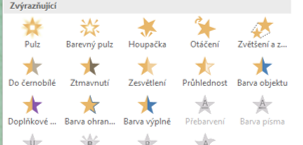 Zvýrazňující
Pulz Barevný pulz Houpačka Otáčení Zvětšení a z...
Do černobílé Ztmavnutí Zesvětlení Průhlednost Barva objektu
Doplňkové ... Barva ohran... Barva výplně Přebarvení Barva písma